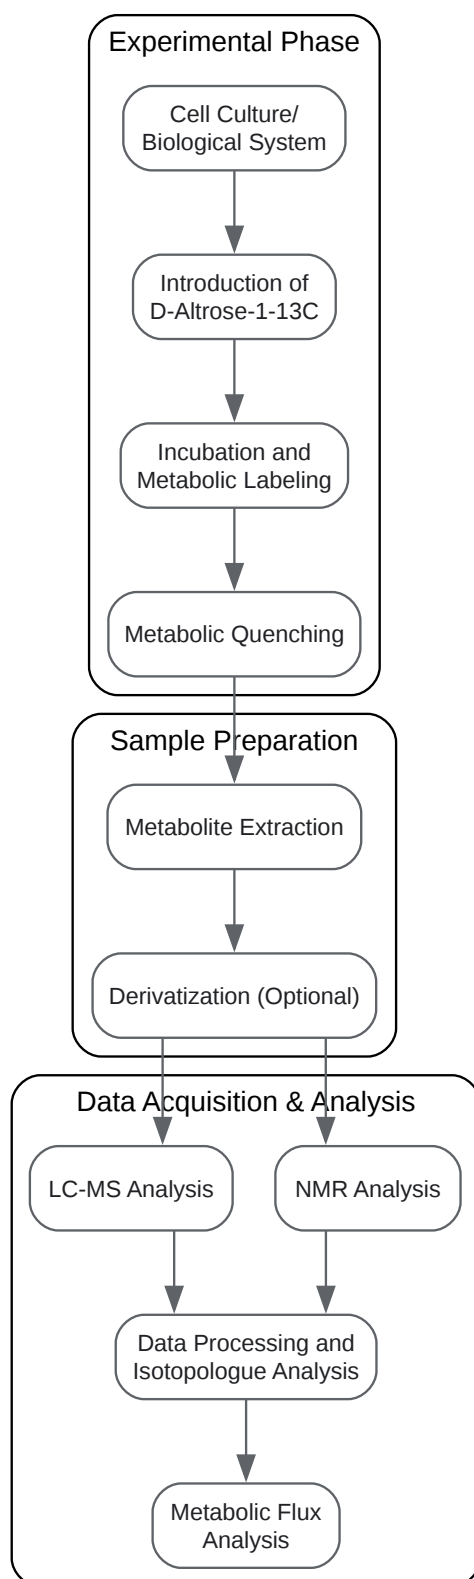 Experimental Phase
Cell Culture/
Biological System
Introduction of
D-Altrose-1-13C
Incubation and
Metabolic Labeling
Metabolic Quenching
Sample Preparation
Metabolite Extraction
Derivatization (Optional)
Data Acquisition & Analysis
LC-MS Analysis
NMR Analysis
Data Processing and
Isotopologue Analysis
Metabolic Flux
Analysis